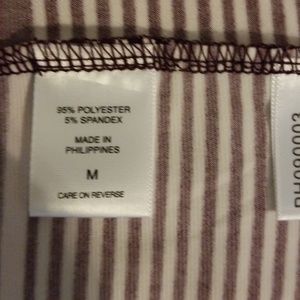 95% POLYESTER
5% SPANDEX
MADE IN
PHILIPPINES
M
CARE ON REVERSE